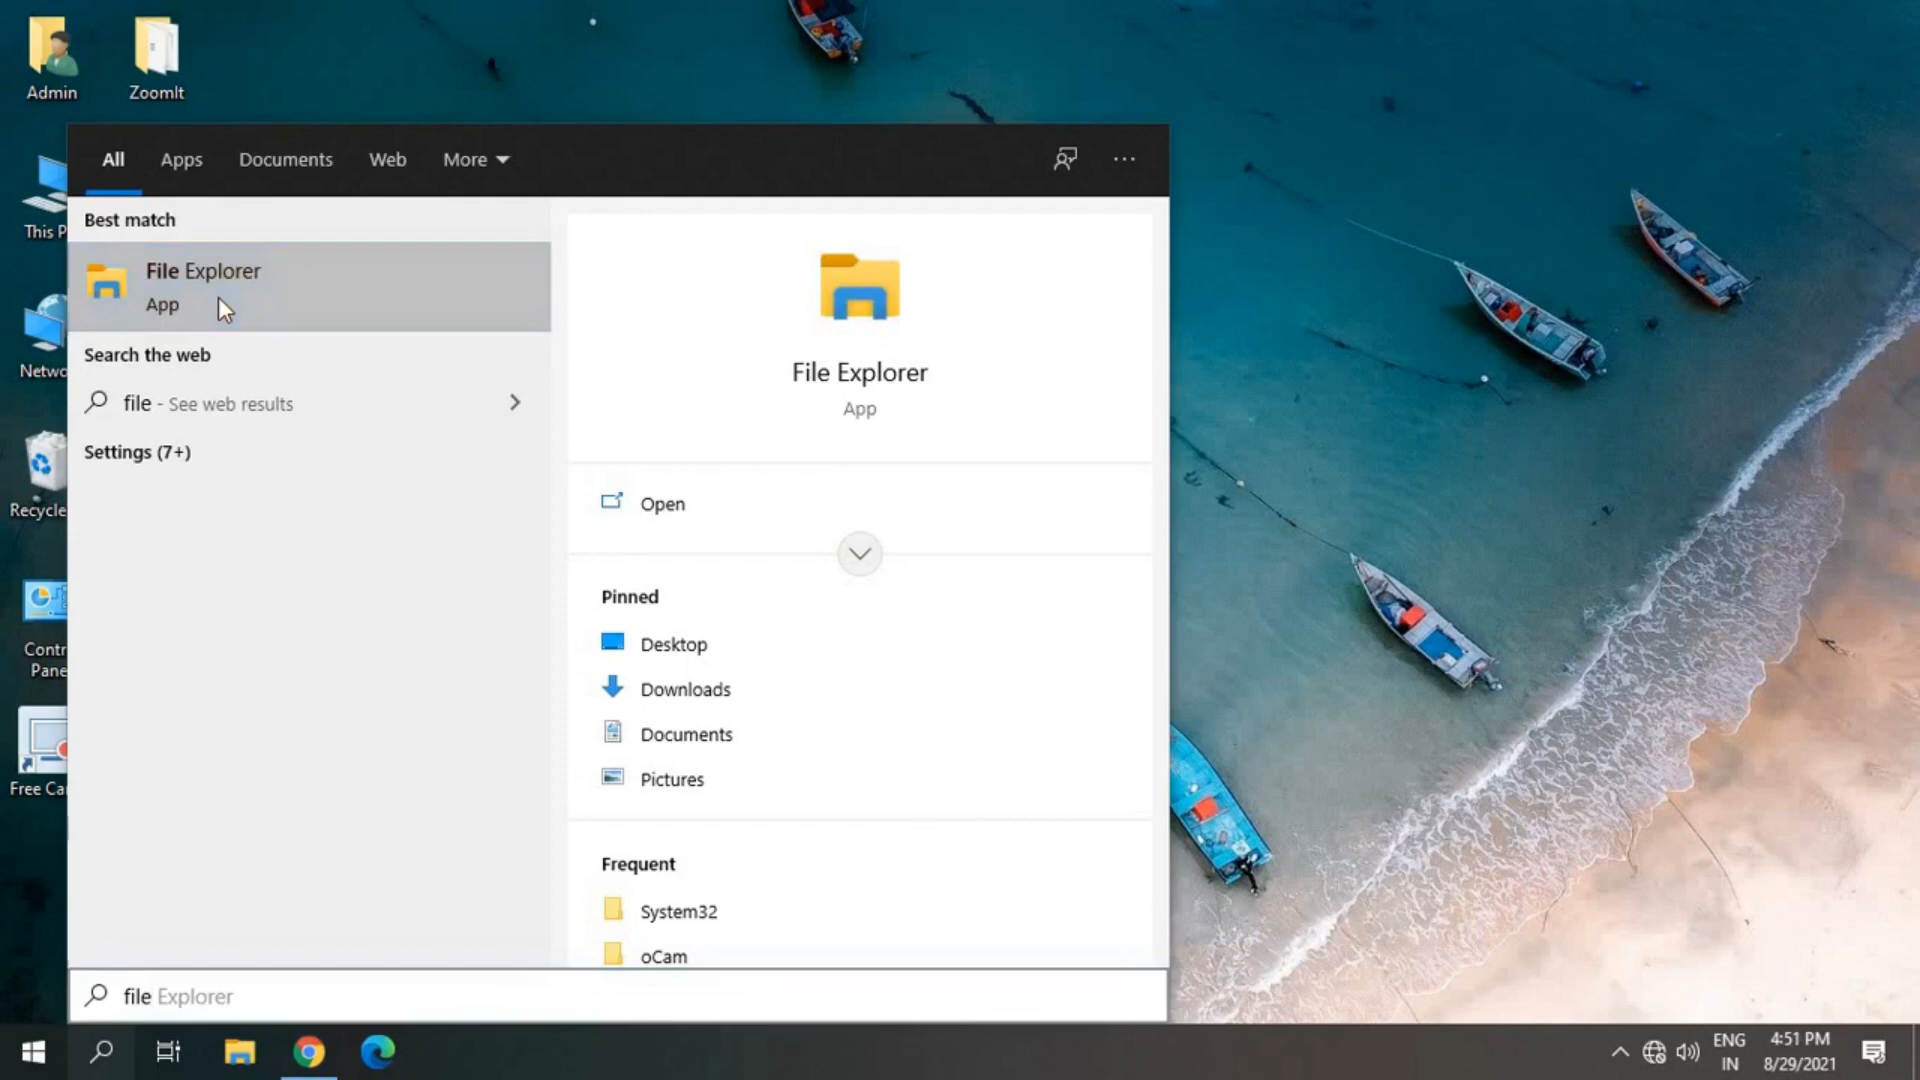 Admin
ZoomIt
This P
Netwo
Recycle
Contr
Pane
Free Ca
All
Apps
Documents
Web
More
Best match
File Explorer
App
Search the web
file - See web results
Settings (7+)
File Explorer
App
Open
Pinned
Desktop
Downloads
Documents
Pictures
Frequent
System32
oCam
file Explorer
ENG
IN
4:51 PM
8/29/2021